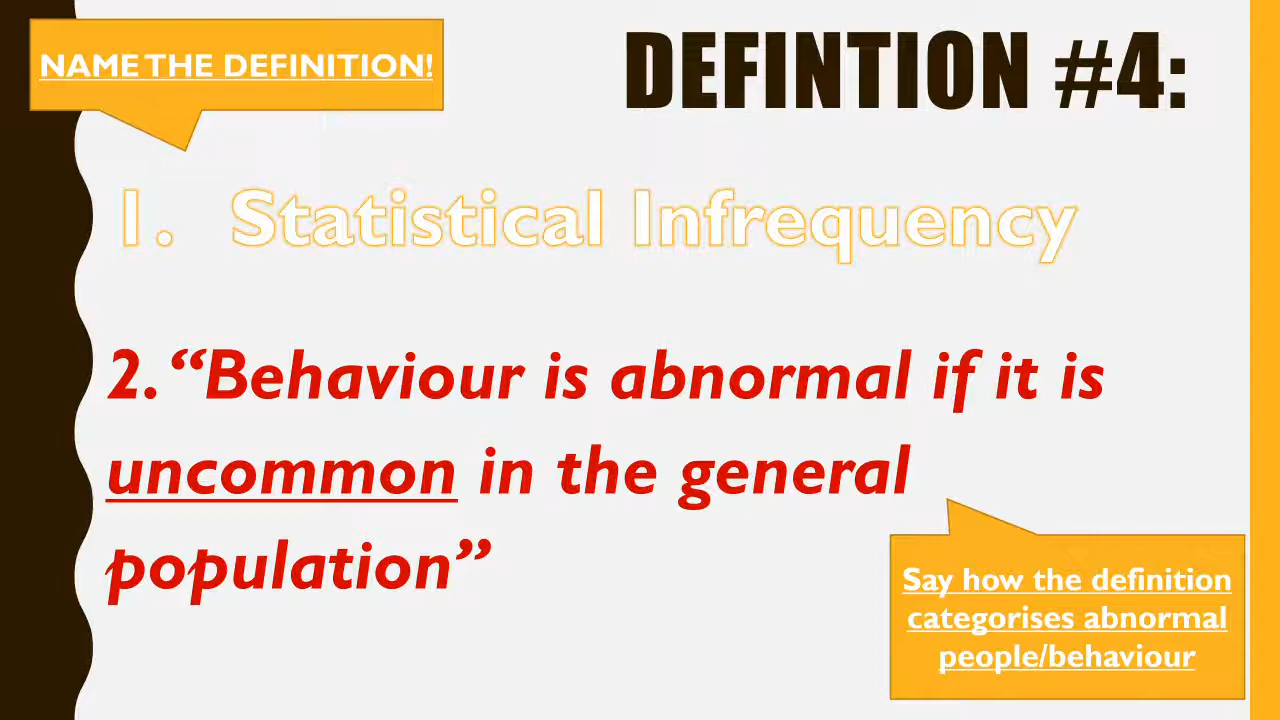 NAME THE DEFINITION!
DEFINTION #4:
1. Statistical Infrequency
2. “Behaviour is abnormal if it is
uncommon in the general
population”
Say how the definition
categorises abnormal
people/behaviour